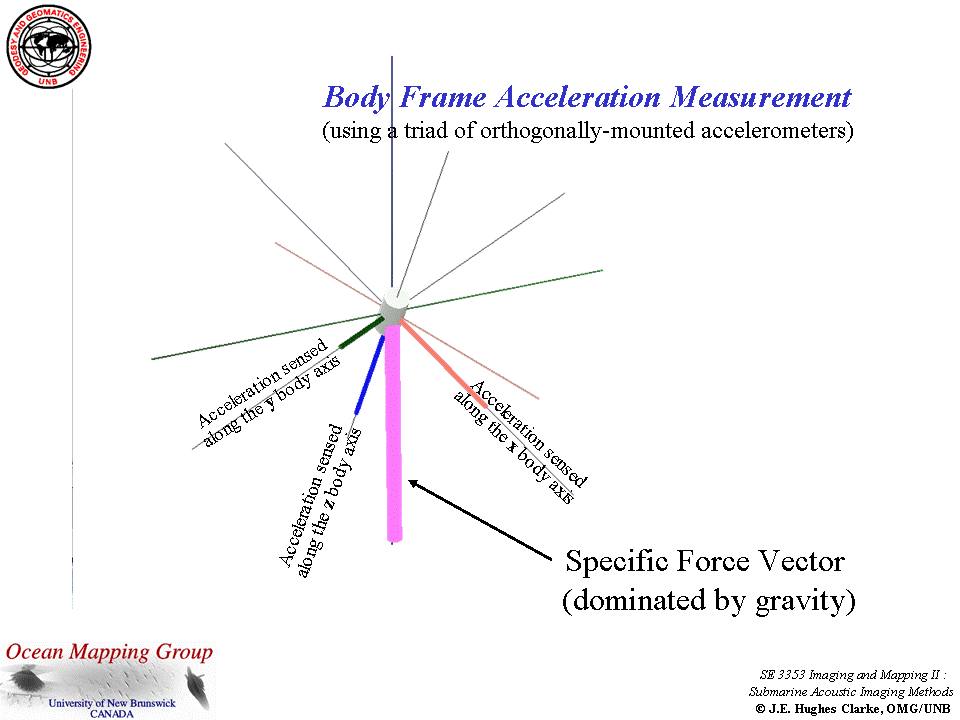 GEODESY AND GEOMATICS ENGINEERING
UNB
Body Frame Acceleration Measurement
(using a triad of orthogonally-mounted accelerometers)
Acceleration sensed
along the y body axis
Acceleration sensed
along the z body axis
Acceleration sensed
along the x body axis
Specific Force Vector
(dominated by gravity)
Ocean Mapping Group
University of New Brunswick
CANADA
SE 3353 Imaging and Mapping II :
Submarine Acoustic Imaging Methods
© J.E. Hughes Clarke, OMG/UNB